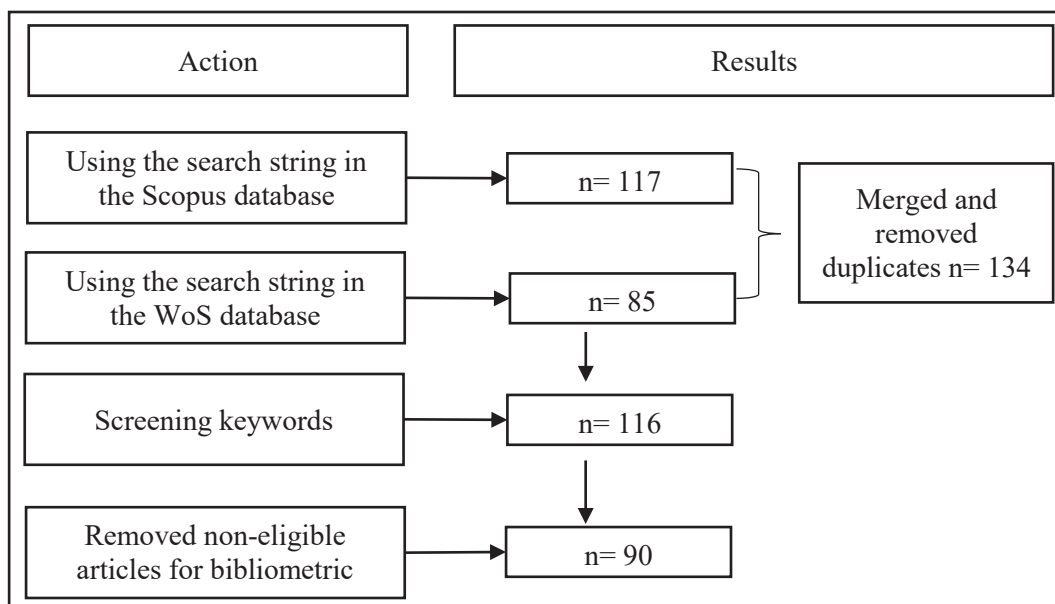 Action
Results
Using the search string in
the Scopus database
n= 117
Merged and
removed
duplicates n= 134
Using the search string in
the WoS database
n= 85
Screening keywords
n= 116
Removed non-eligible
articles for bibliometric
n= 90